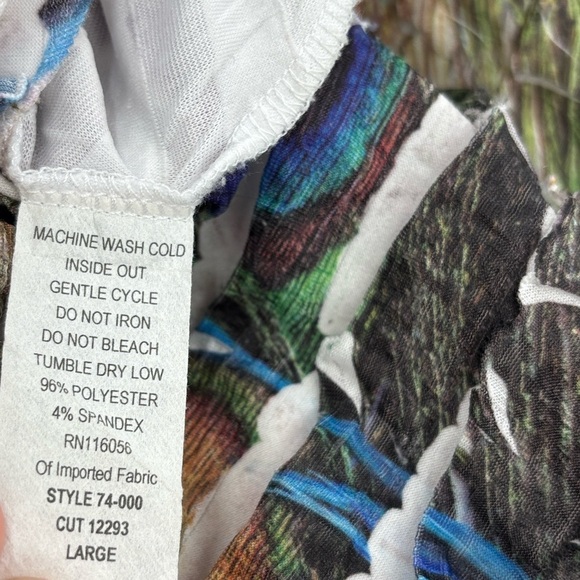 MACHINE WASH COLD
INSIDE OUT
GENTLE CYCLE
DO NOT IRON
DO NOT BLEACH
TUMBLE DRY LOW
96% POLYESTER
4% SPANDEX
RN116056
Of Imported Fabric
STYLE 74-000
CUT 12293
LARGE